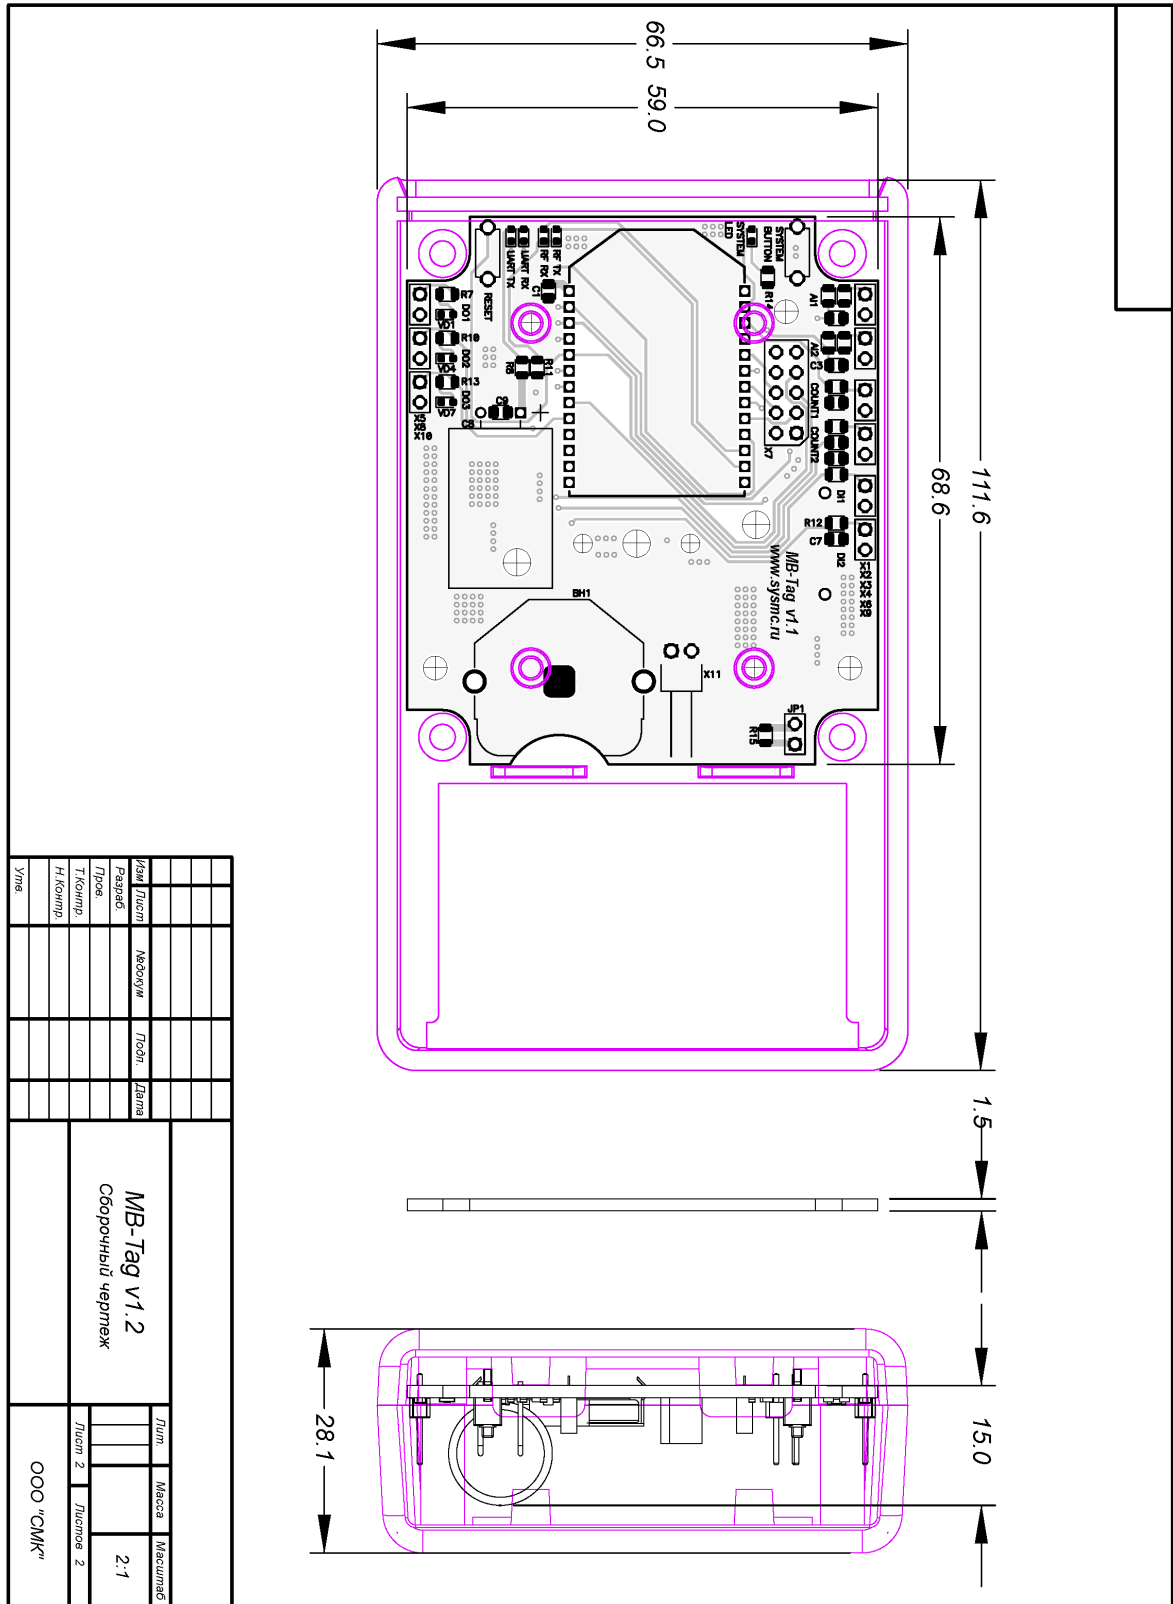 66.5
59.0
111.6
68.6
1.5
15.0
28.1
SYSTEM
LED
SYSTEM
BUTTON
R14
RF TX
RF RX
UART RX
UART TX
C1
RESET
R7
DO1
VD1
R10
DO2
VD4
R13
DO3
VD7
X5
X8
X10
R8
R11
C9
C8
AI1
AI2
C3
COUNT1
COUNT2
X7
DI1
R12
C7
DI2
X1
X2
X3
X4
X6
X9
MB-Tag v1.1
www.sysmc.ru
BH1
X11
JP1
R15
Изм
Лист
№докум
Подп.
Дата
Разраб.
Пров.
Т.Контр.
Н.Контр.
Утв.
MB-Tag v1.2
Сборочный чертеж
Лит.
Масса
Масштаб
2:1
Лист 2
Листов 2
ООО "СМК"